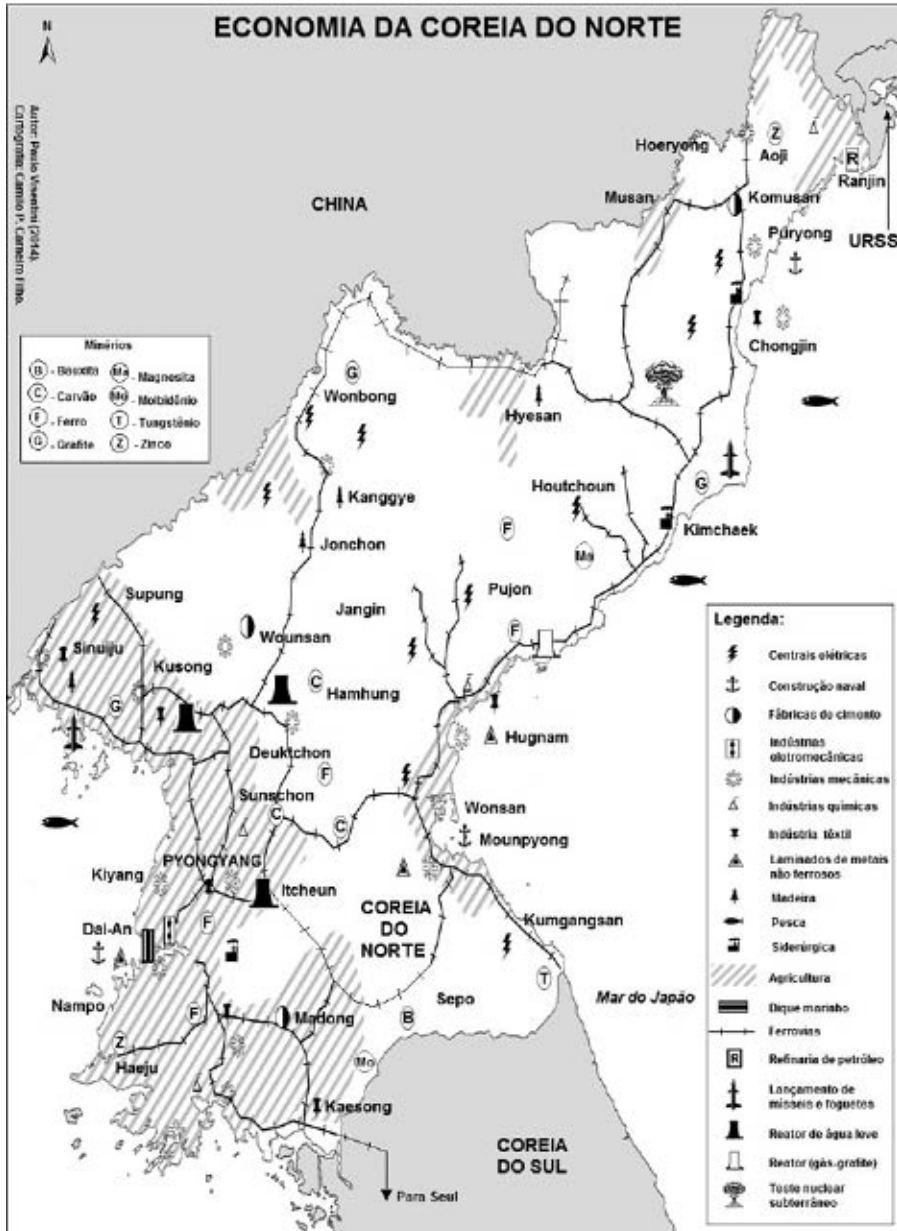 ECONOMIA DA COREIA DO NORTE
N
Autor: Paulo Visentini (2014).
Cartografia: Camilo P. Carneiro Filho.
CHINA
Hoeryong
Aoji
Z
R
Ranjin
Musan
Komusan
Puryong
URSS
Chongjin
Minérios
B - Bauxita
Ma - Magnesita
C - Carvão
Mo - Molbidênio
F - Ferro
T - Tungstênio
G - Grafite
Z - Zinco
G
Wonbong
Hyesan
Kanggye
Houtchoun
G
F
Kimchaek
Jonchon
Ma
Supung
Jangin
Pujon
Sinuiju
Wounsan
F
Kusong
C
Hamhung
G
Hugnam
Deuktchon
F
Sunschon
C
C
Wonsan
Mounpyong
PYONGYANG
Kiyang
Itcheun
COREIA
DO
NORTE
Kumgangsan
Dai-An
F
T
Mar do Japão
Nampo
Sepo
F
Madong
B
Z
Haeju
Mo
Kaesong
COREIA
DO SUL
Para Seul
Legenda:
Centrais elétricas
Construção naval
Fábricas de cimento
Indústrias
eletromecânicas
Indústrias mecânicas
Indústrias químicas
Indústria têxtil
Laminados de metais
não ferrosos
Madeira
Pesca
Siderúrgica
Agricultura
Dique marinho
Ferrovias
R
Refinaria de petróleo
Lançamento de
mísseis e foguetes
Reator de água leve
Reator (gás-grafite)
Teste nuclear
subterrâneo